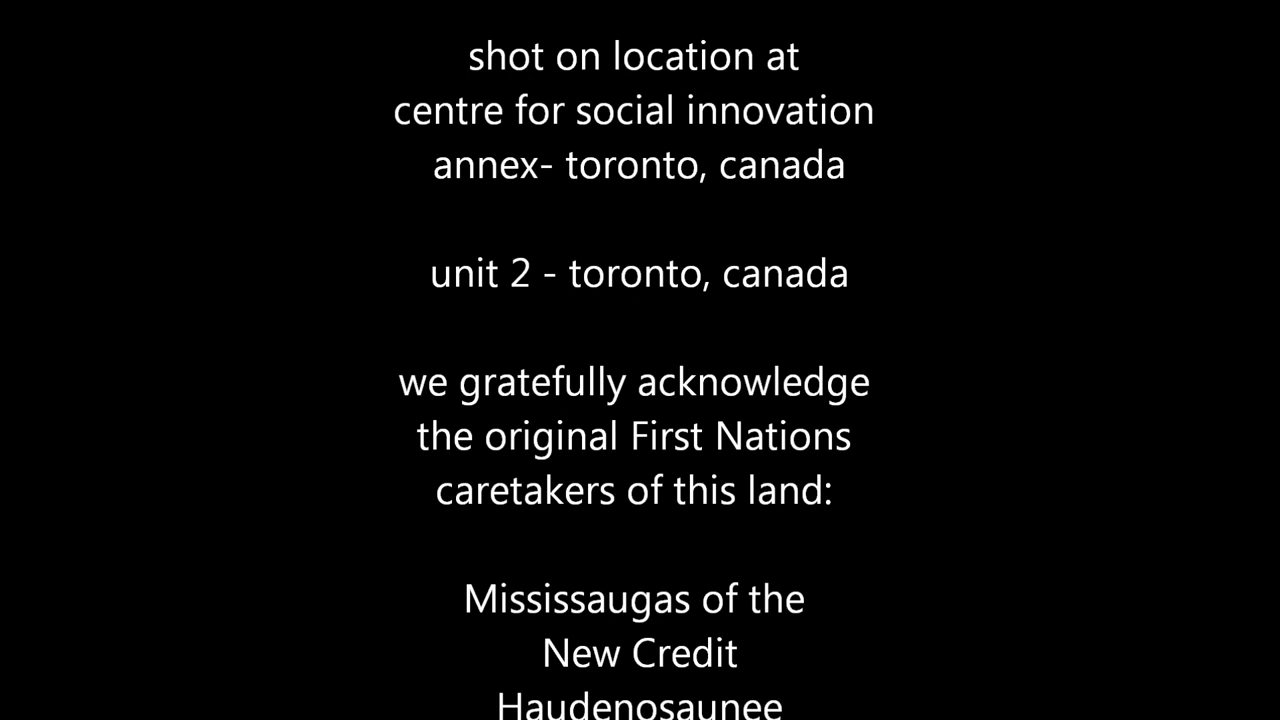 shot on location at
centre for social innovation
annex- toronto, canada
unit 2 - toronto, canada
we gratefully acknowledge
the original First Nations
caretakers of this land:
Mississaugas of the
New Credit
Haudenosaunee